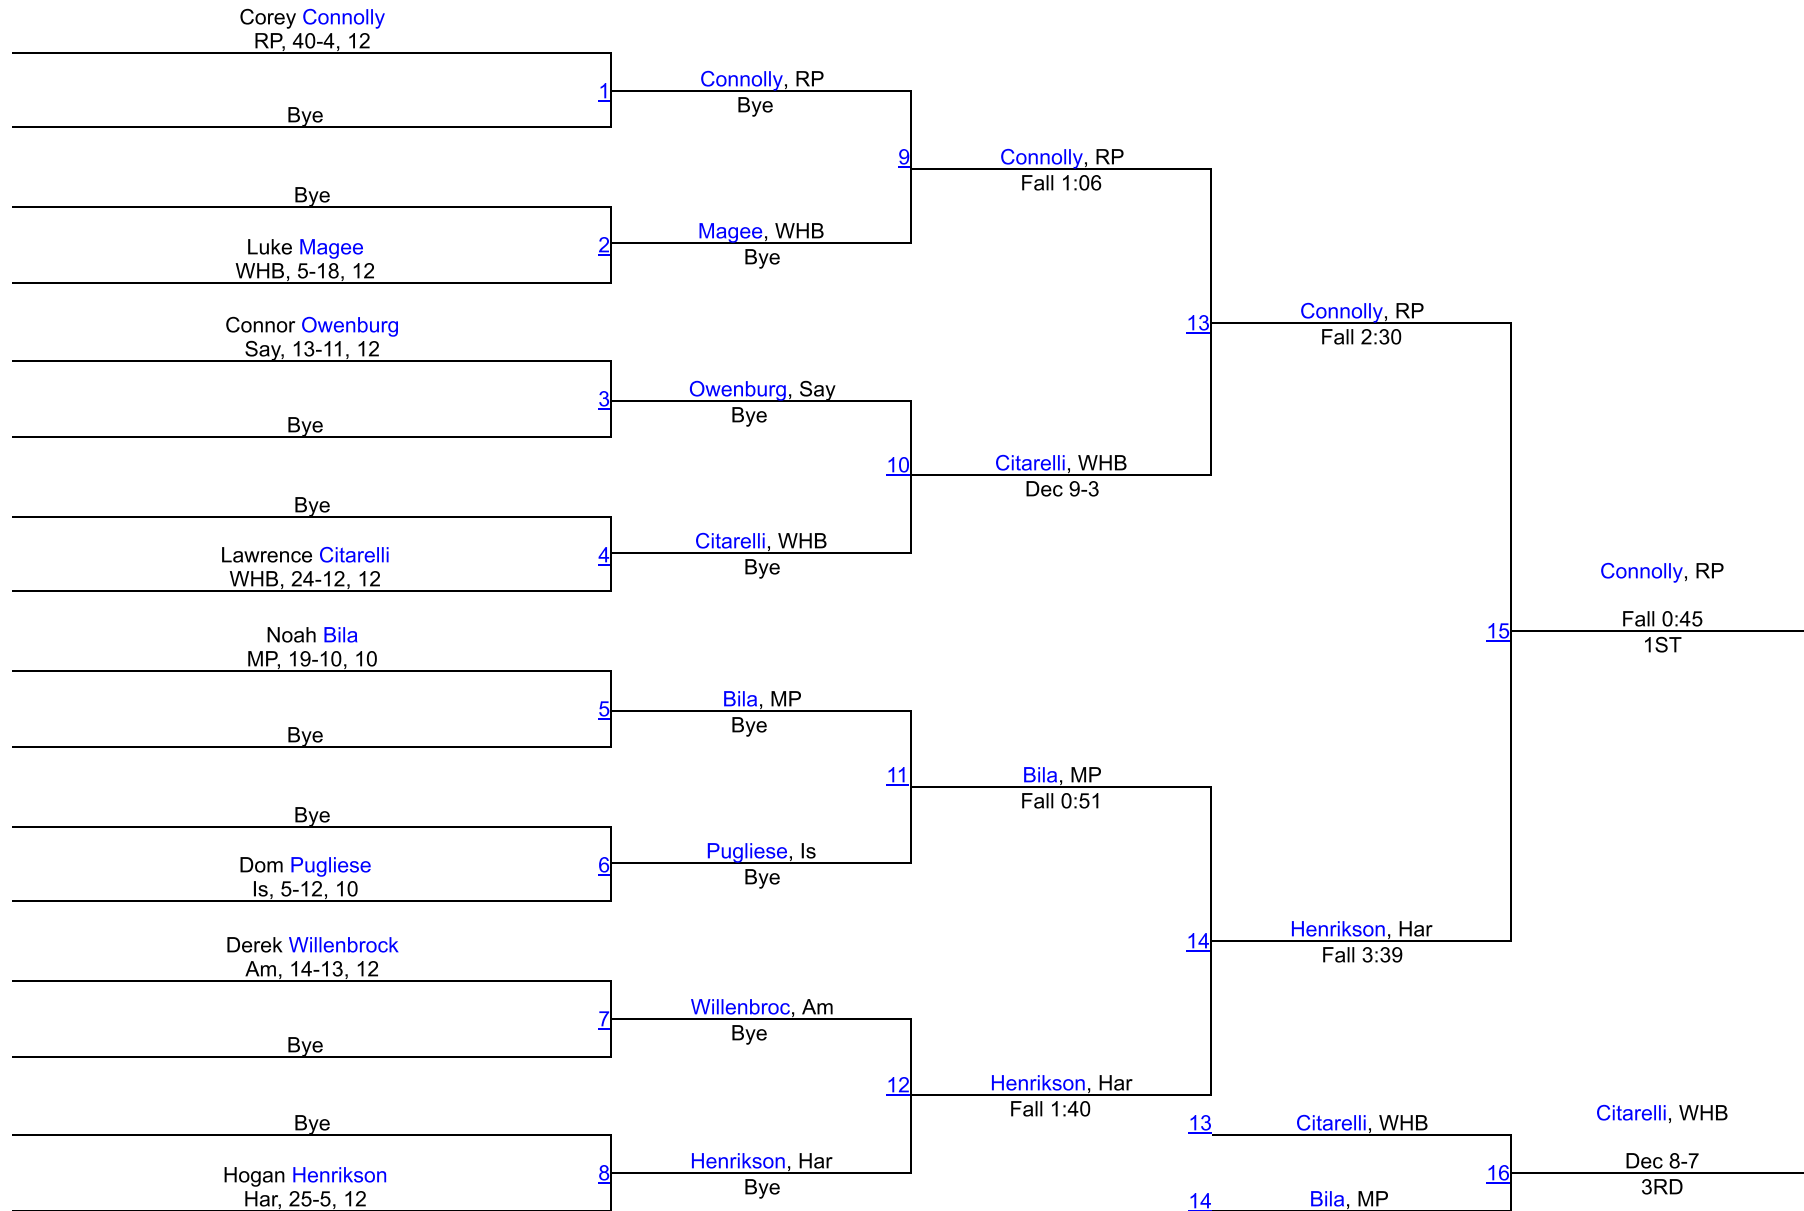 Corey Connolly
RP, 40-4, 12
Bye
1
Connolly, RP
Bye
Bye
Luke Magee
WHB, 5-18, 12
2
Magee, WHB
Bye
9
Connolly, RP
Fall 1:06
Connor Owenburg
Say, 13-11, 12
Bye
3
Owenburg, Say
Bye
Bye
Lawrence Citarelli
WHB, 24-12, 12
4
Citarelli, WHB
Bye
10
Citarelli, WHB
Dec 9-3
13
Connolly, RP
Fall 2:30
Noah Bila
MP, 19-10, 10
Bye
5
Bila, MP
Bye
Bye
Dom Pugliese
Is, 5-12, 10
6
Pugliese, Is
Bye
11
Bila, MP
Fall 0:51
Derek Willenbrock
Am, 14-13, 12
Bye
7
Willenbroc, Am
Bye
Bye
Hogan Henrikson
Har, 25-5, 12
8
Henrikson, Har
Bye
12
Henrikson, Har
Fall 1:40
14
Henrikson, Har
Fall 3:39
15
Connolly, RP
Fall 0:45
1ST
13
Citarelli, WHB
14
Bila, MP
16
Citarelli, WHB
Dec 8-7
3RD